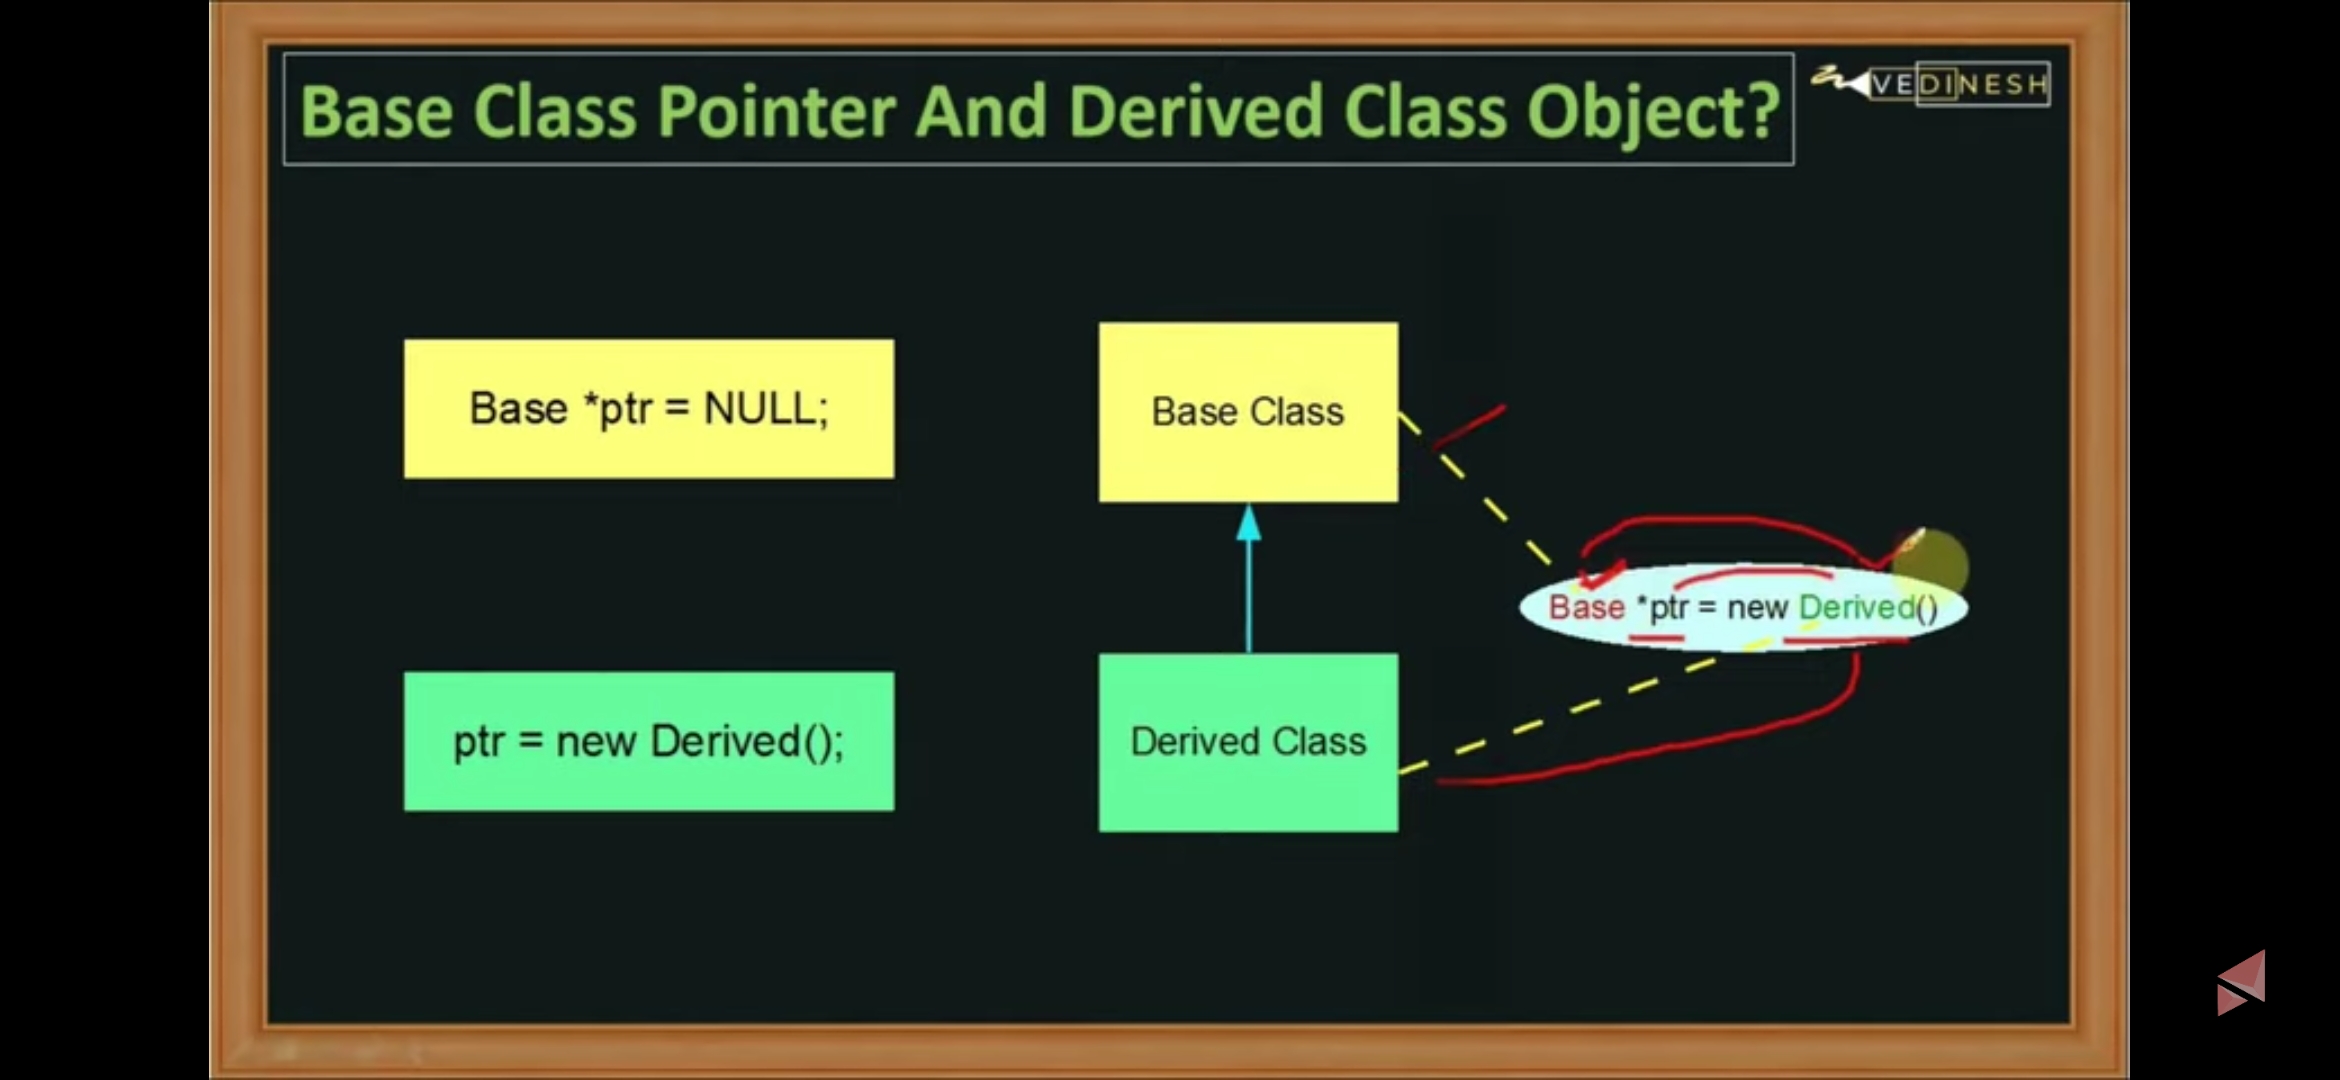 Base Class Pointer And Derived Class Object?
VEDINESH
Base *ptr = NULL;
Base Class
Base *ptr = new Derived()
ptr = new Derived();
Derived Class